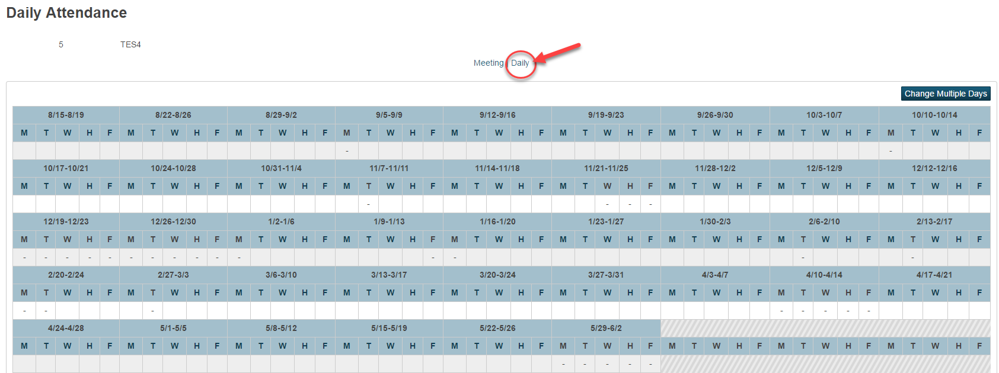 Daily Attendance
5 TES4
Meeting | Daily
Change Multiple Days
8/15-8/19 8/22-8/26 8/29-9/2 9/5-9/9 9/12-9/16 9/19-9/23 9/26-9/30 10/3-10/7 10/10-10/14
M T W H F M T W H F M T W H F M T W H F M T W H F M T W H F M T W H F M T W H F M T W H F
- -
10/17-10/21 10/24-10/28 10/31-11/4 11/7-11/11 11/14-11/18 11/21-11/25 11/28-12/2 12/5-12/9 12/12-12/16
M T W H F M T W H F M T W H F M T W H F M T W H F M T W H F M T W H F M T W H F M T W H F
- - - -
12/19-12/23 12/26-12/30 1/2-1/6 1/9-1/13 1/16-1/20 1/23-1/27 1/30-2/3 2/6-2/10 2/13-2/17
M T W H F M T W H F M T W H F M T W H F M T W H F M T W H F M T W H F M T W H F M T W H F
- - - - - - - - - - - - - - -
2/20-2/24 2/27-3/3 3/6-3/10 3/13-3/17 3/20-3/24 3/27-3/31 4/3-4/7 4/10-4/14 4/17-4/21
M T W H F M T W H F M T W H F M T W H F M T W H F M T W H F M T W H F M T W H F M T W H F
- - - - - - - -
4/24-4/28 5/1-5/5 5/8-5/12 5/15-5/19 5/22-5/26 5/29-6/2
M T W H F M T W H F M T W H F M T W H F M T W H F M T W H F M T W H F M T W H F M T W H F
- - - - -